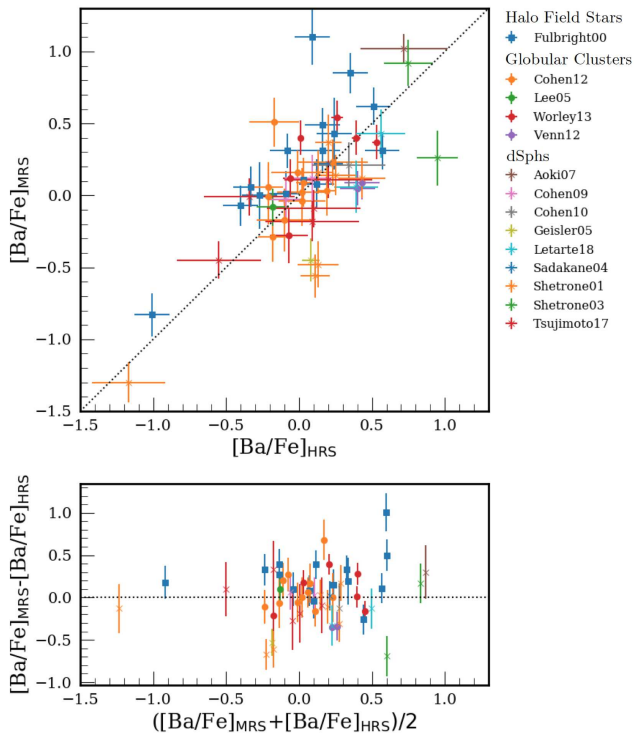 Halo Field Stars
Fulbright00
Globular Clusters
Cohen12
Lee05
Worley13
Venn12
dSphs
Aoki07
Cohen09
Cohen10
Geisler05
Letarte18
Sadakane04
Shetrone01
Shetrone03
Tsujimoto17
[Ba/Fe]MRS
1.0
0.5
0.0
−0.5
−1.0
−1.5
−1.5 −1.0 −0.5 0.0 0.5 1.0
[Ba/Fe]HRS
[Ba/Fe]MRS-[Ba/Fe]HRS
1.0
0.5
0.0
−0.5
−1.0
−1.5 −1.0 −0.5 0.0 0.5 1.0
([Ba/Fe]MRS+[Ba/Fe]HRS)/2